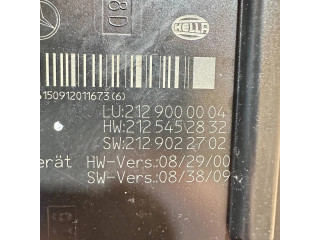 8D
HELLA
150912011673(6)
LU:212 900 00 04
HW:212 545 28 32
SW:212 902 27 02
erät HW-Vers.:08/29/00
SW-Vers.:08/38/09